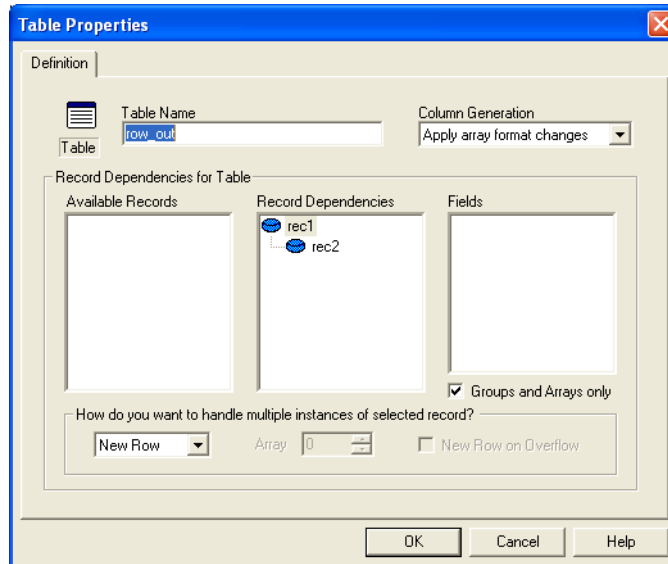 Table Properties
Definition
Table
Table Name
row_out
Column Generation
Apply array format changes
Record Dependencies for Table
Available Records
Record Dependencies
Fields
rec1
rec2
Groups and Arrays only
How do you want to handle multiple instances of selected record?
New Row
Array
0
New Row on Overflow
OK
Cancel
Help